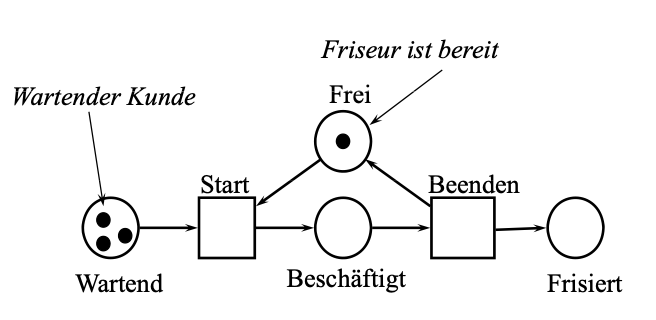 Friseur ist bereit
Wartender Kunde
Frei
Start
Beenden
Wartend
Beschäftigt
Frisiert